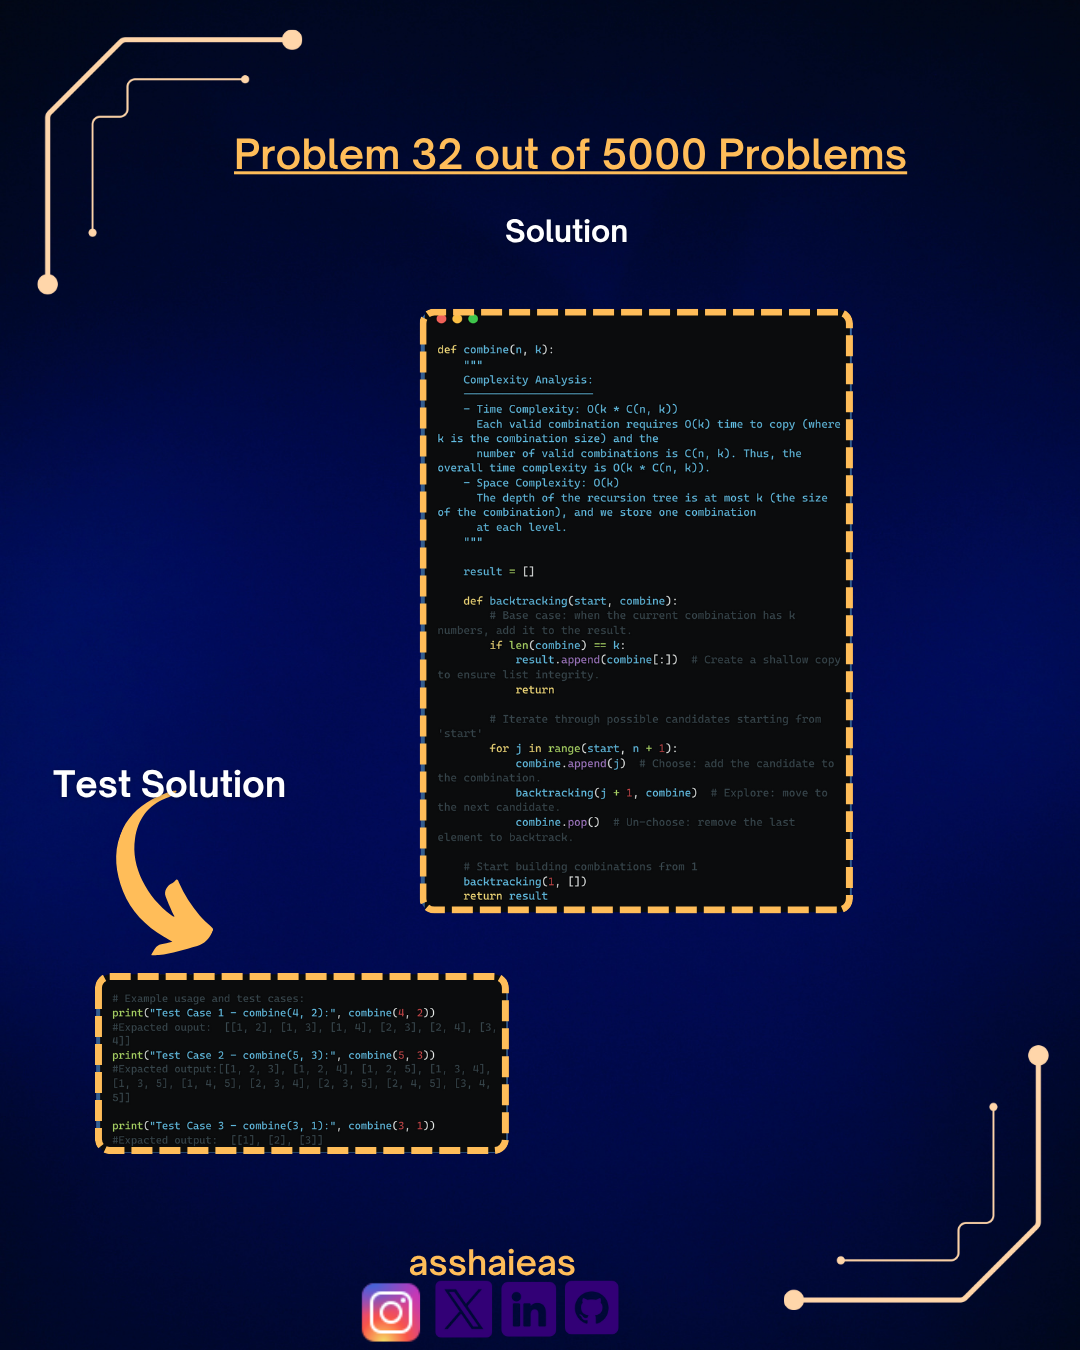 Problem 32 out of 5000 Problems
Solution
def combine(n, k):
"""
Complexity Analysis:
- Time Complexity: O(k * C(n, k))
Each valid combination requires O(k) time to copy (where
k is the combination size) and the
number of valid combinations is C(n, k). Thus, the
overall time complexity is O(k * C(n, k)).
- Space Complexity: O(k)
The depth of the recursion tree is at most k (the size
of the combination), and we store one combination
at each level.
"""
result = []
def backtracking(start, combine):
# Base case: when the current combination has k
numbers, add it to the result.
if len(combine) == k:
result.append(combine[:])  # Create a shallow copy
to ensure list integrity.
return
# Iterate through possible candidates starting from
'start'
for j in range(start, n + 1):
combine.append(j)  # Choose: add the candidate to
the combination.
backtracking(j + 1, combine)  # Explore: move to
the next candidate.
combine.pop()  # Un-choose: remove the last
element to backtrack.
# Start building combinations from 1
backtracking(1, [])
return result
Test Solution
# Example usage and test cases:
print("Test Case 1 - combine(4, 2):", combine(4, 2))
#Expacted ouput:  [[1, 2], [1, 3], [1, 4], [2, 3], [2, 4], [3,
4]]
print("Test Case 2 - combine(5, 3):", combine(5, 3))
#Expacted output:[[1, 2, 3], [1, 2, 4], [1, 2, 5], [1, 3, 4],
[1, 3, 5], [1, 4, 5], [2, 3, 4], [2, 3, 5], [2, 4, 5], [3, 4,
5]]
print("Test Case 3 - combine(3, 1):", combine(3, 1))
#Expacted output:  [[1], [2], [3]]
asshaieas